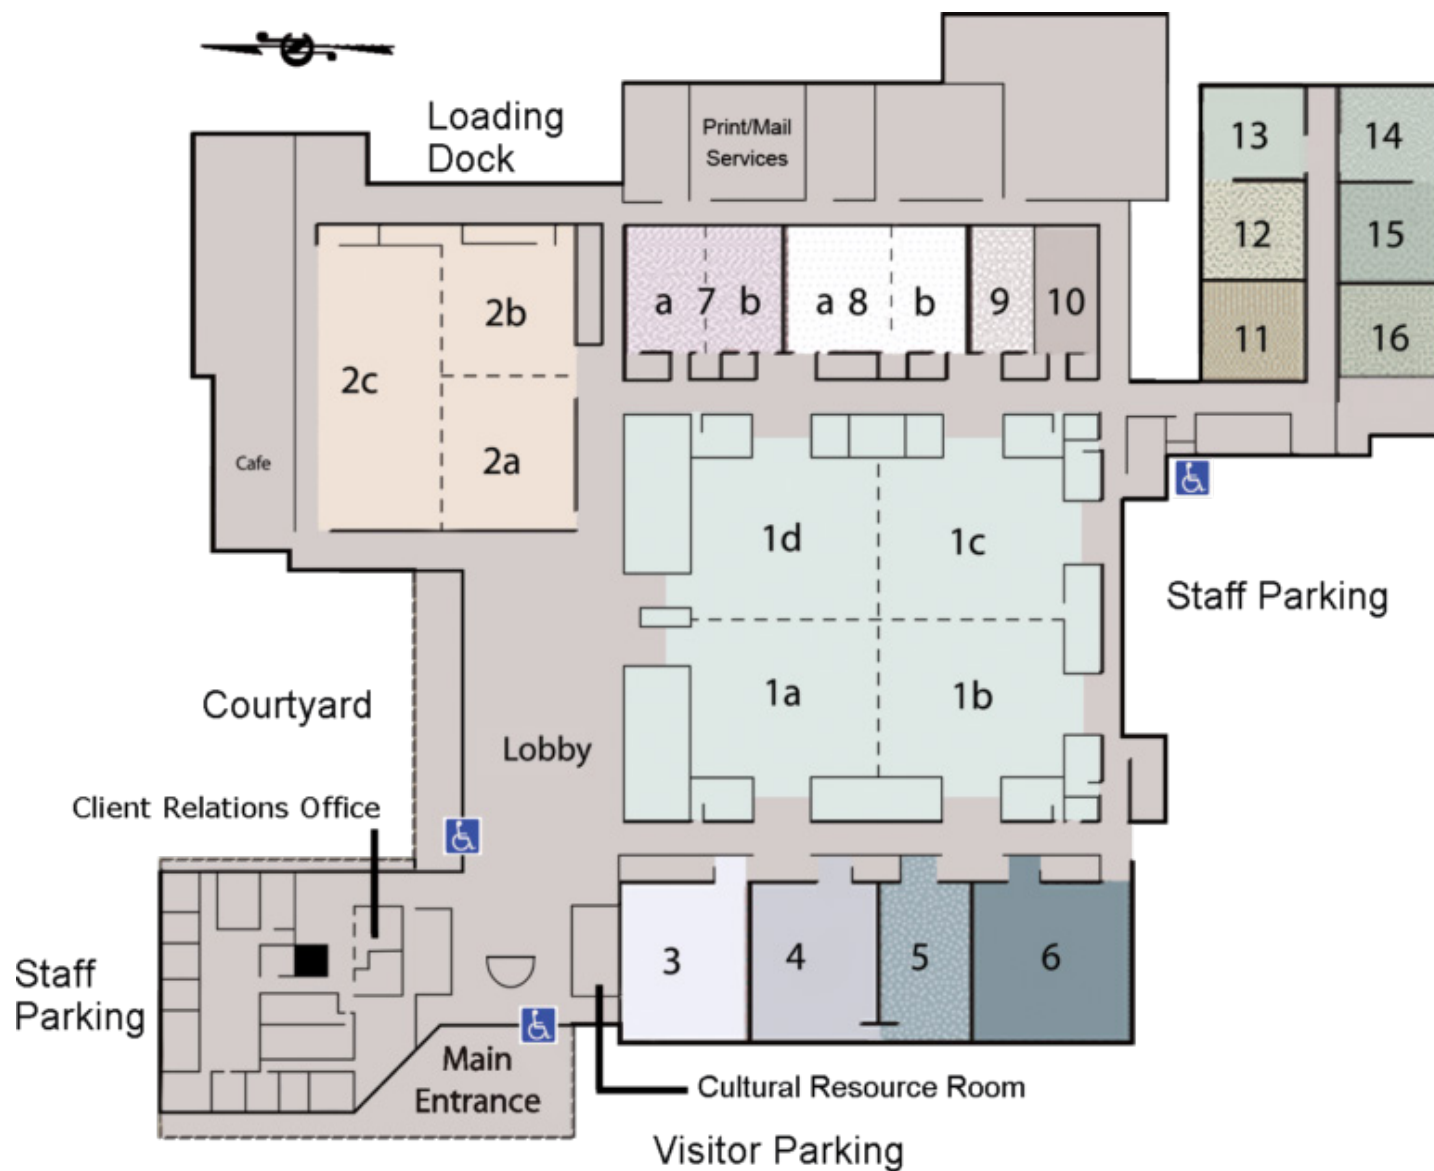 Loading
Dock
Print/Mail
Services
13
14
12
15
11
16
2b
2c
2a
a 7 b
a 8 b
9
10
Cafe
1d
1c
1a
1b
Staff Parking
Courtyard
Lobby
Client Relations Office
Staff
Parking
3
4
5
6
Main
Entrance
Cultural Resource Room
Visitor Parking